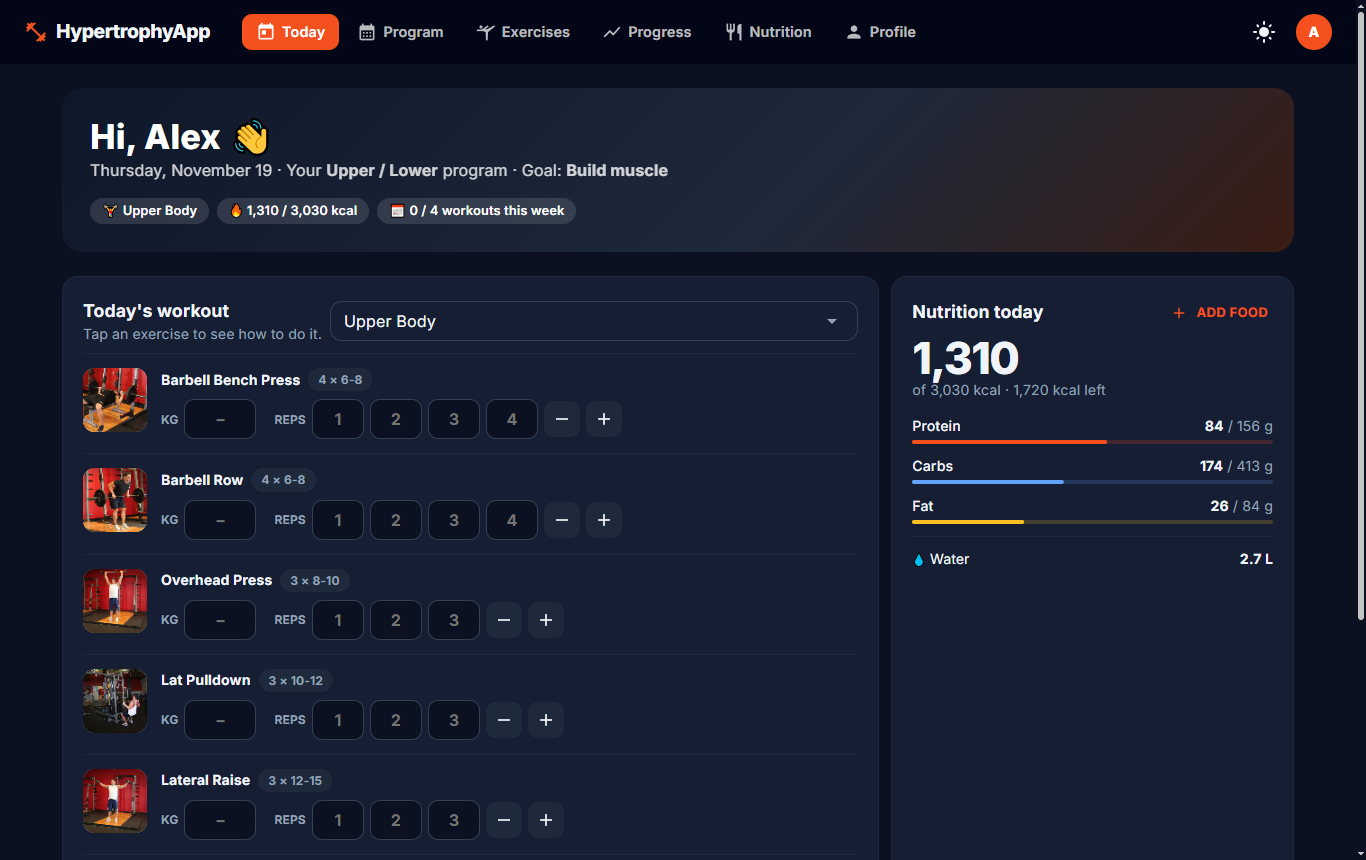 HypertrophyApp
Today
Program
Exercises
Progress
Nutrition
Profile
A
Hi, Alex 👋
Thursday, November 19 · Your Upper / Lower program · Goal: Build muscle
Upper Body
1,310 / 3,030 kcal
0 / 4 workouts this week
Today's workout
Tap an exercise to see how to do it.
Upper Body
Barbell Bench Press 4 × 6-8
KG – REPS 1 2 3 4 − +
Barbell Row 4 × 6-8
KG – REPS 1 2 3 4 − +
Overhead Press 3 × 8-10
KG – REPS 1 2 3 − +
Lat Pulldown 3 × 10-12
KG – REPS 1 2 3 − +
Lateral Raise 3 × 12-15
KG – REPS 1 2 3 − +
Nutrition today
+ ADD FOOD
1,310
of 3,030 kcal · 1,720 kcal left
Protein 84 / 156 g
Carbs 174 / 413 g
Fat 26 / 84 g
💧 Water 2.7 L